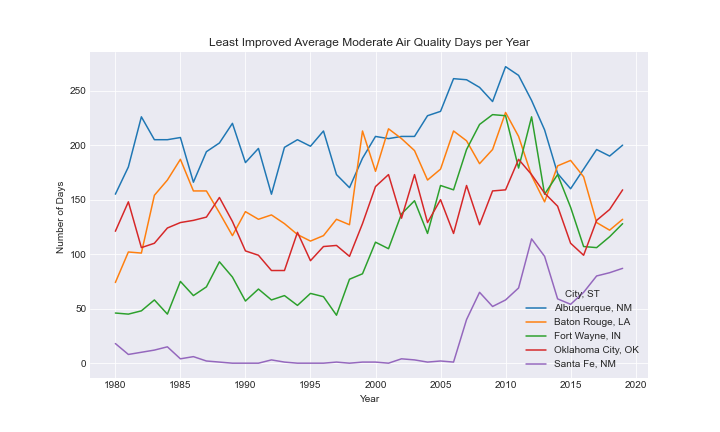 Least Improved Average Moderate Air Quality Days per Year
Number of Days
250
200
150
100
50
0
City, ST
Albuquerque, NM
Baton Rouge, LA
Fort Wayne, IN
Oklahoma City, OK
Santa Fe, NM
1980 1985 1990 1995 2000 2005 2010 2015 2020
Year